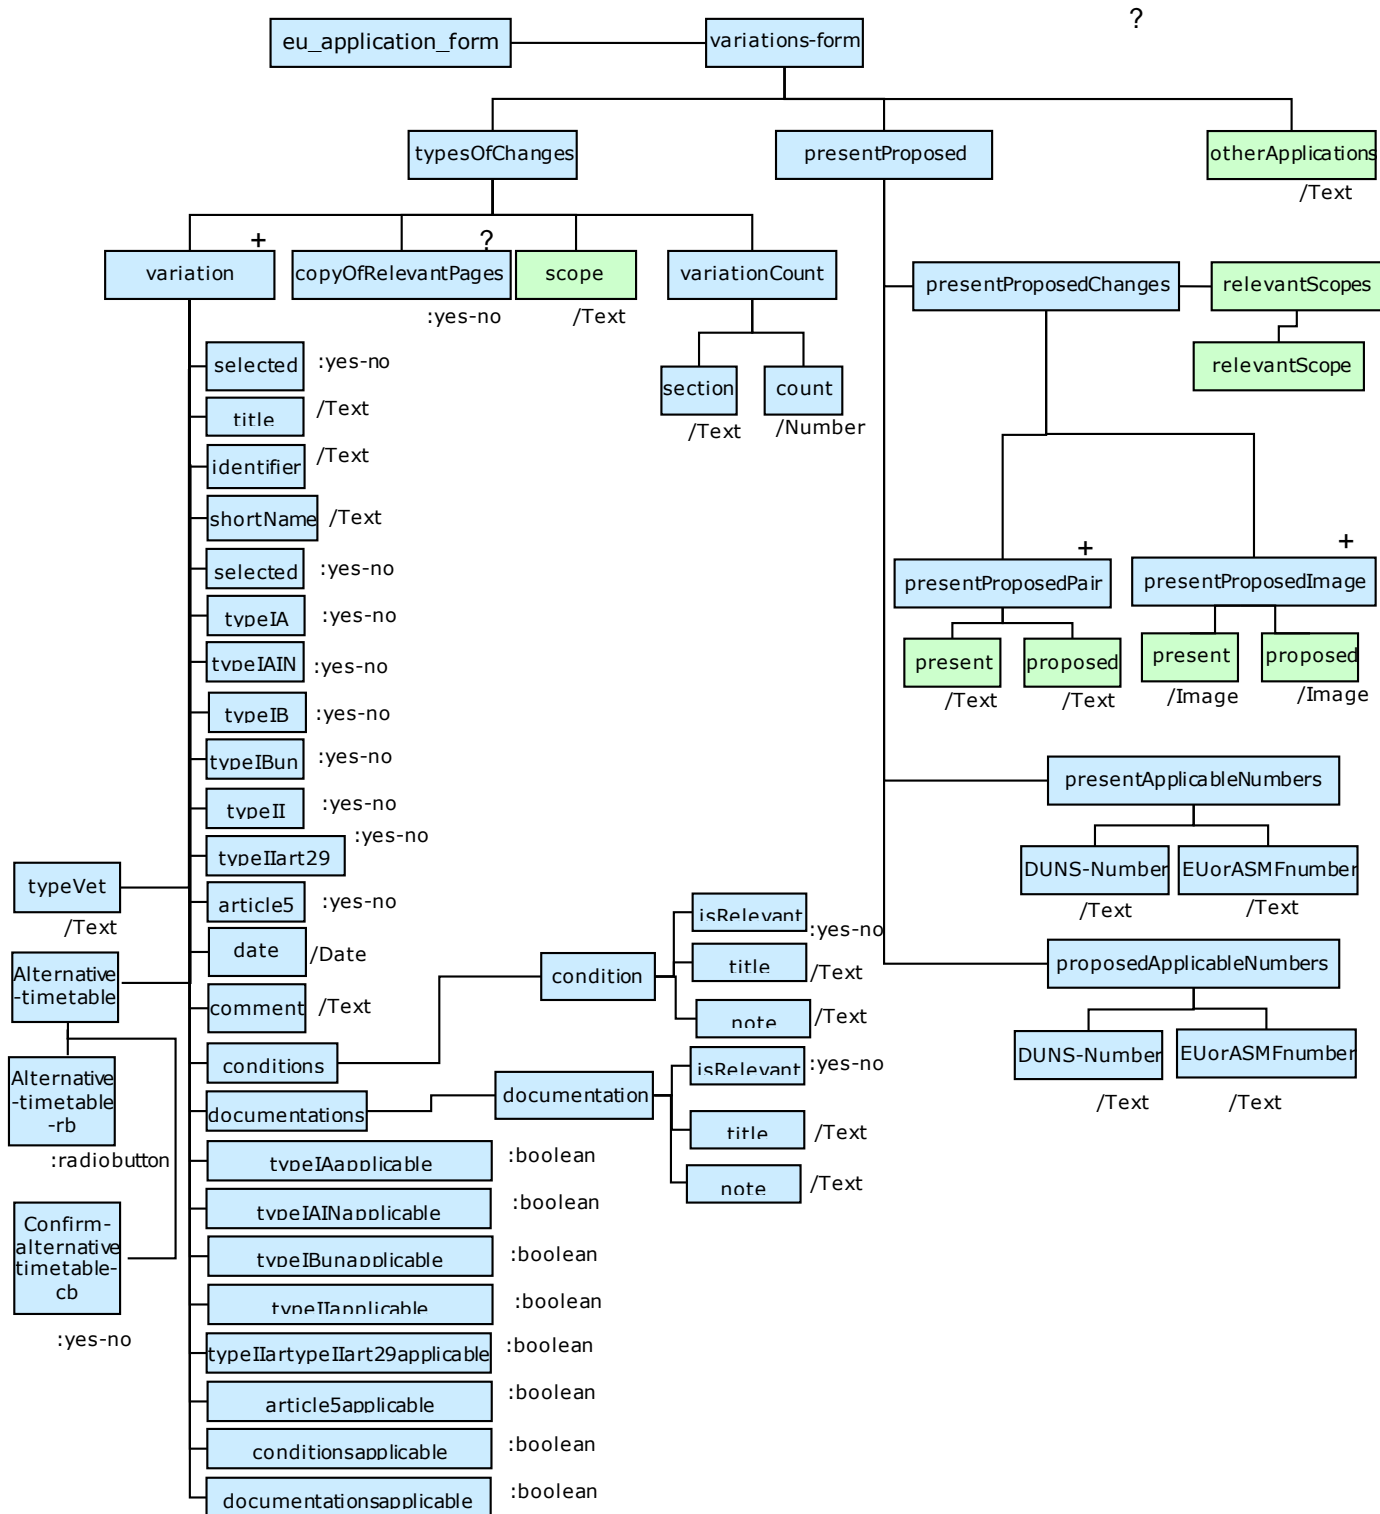 ?
eu_application_form
variations-form
typesOfChanges
presentProposed
otherApplications
/Text
+
variation
?
copyOfRelevantPages
:yes-no
scope
/Text
variationCount
section
/Text
count
/Number
presentProposedChanges
relevantScopes
relevantScope
selected
:yes-no
title
/Text
identifier
/Text
shortName
/Text
selected
:yes-no
typeIA
:yes-no
typeIAIN
:yes-no
typeIB
:yes-no
typeIBun
:yes-no
typeII
:yes-no
typeIIart29
:yes-no
article5
:yes-no
date
/Date
comment
/Text
conditions
documentations
typeIAapplicable
:boolean
typeIAINapplicable
:boolean
typeIBunapplicable
:boolean
typeIIapplicable
:boolean
typeIIartypeIIart29applicable
:boolean
article5applicable
:boolean
conditionsapplicable
:boolean
documentationsapplicable
:boolean
typeVet
/Text
Alternative
-timetable
Alternative
-timetable
-rb
:radiobutton
Confirm-
alternative
timetable-
cb
:yes-no
condition
isRelevant
:yes-no
title
/Text
note
/Text
documentation
isRelevant
:yes-no
title
/Text
note
/Text
+
presentProposedPair
present
/Text
proposed
/Text
+
presentProposedImage
present
/Image
proposed
/Image
presentApplicableNumbers
DUNS-Number
/Text
EUorASMFnumber
/Text
proposedApplicableNumbers
DUNS-Number
/Text
EUorASMFnumber
/Text